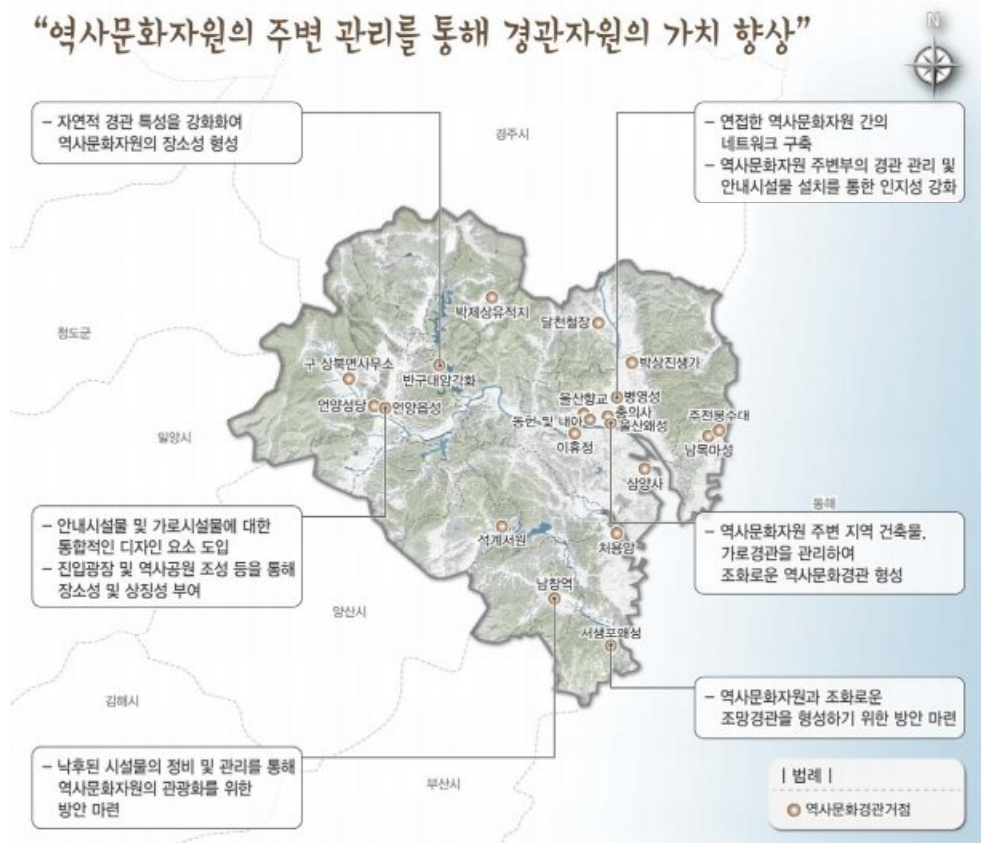 “역사문화자원의 주변 관리를 통해 경관자원의 가치 향상”
N
- 자연적 경관 특성을 강화화여
역사문화자원의 장소성 형성
경주시
- 연접한 역사문화자원 간의
네트워크 구축
- 역사문화자원 주변부의 경관 관리 및
안내시설물 설치를 통한 인지성 강화
박제상유적지
달천철장
청도군
구 상북면사무소
반구대암각화
박상진생가
언양성당
언양읍성
울산향교
병영성
동헌 및 내아
충의사
울산왜성
이휴정
주전봉수대
남목마성
밀양시
삼양사
동해
- 안내시설물 및 가로시설물에 대한
통합적인 디자인 요소 도입
- 진입광장 및 역사공원 조성 등을 통해
장소성 및 상징성 부여
석계서원
처용암
- 역사문화자원 주변 지역 건축물,
가로경관을 관리하여
조화로운 역사문화경관 형성
남창역
양산시
서생포왜성
김해시
- 역사문화자원과 조화로운
조망경관을 형성하기 위한 방안 마련
- 낙후된 시설물의 정비 및 관리를 통해
역사문화자원의 관광화를 위한
방안 마련
부산시
| 범례 |
역사문화경관거점